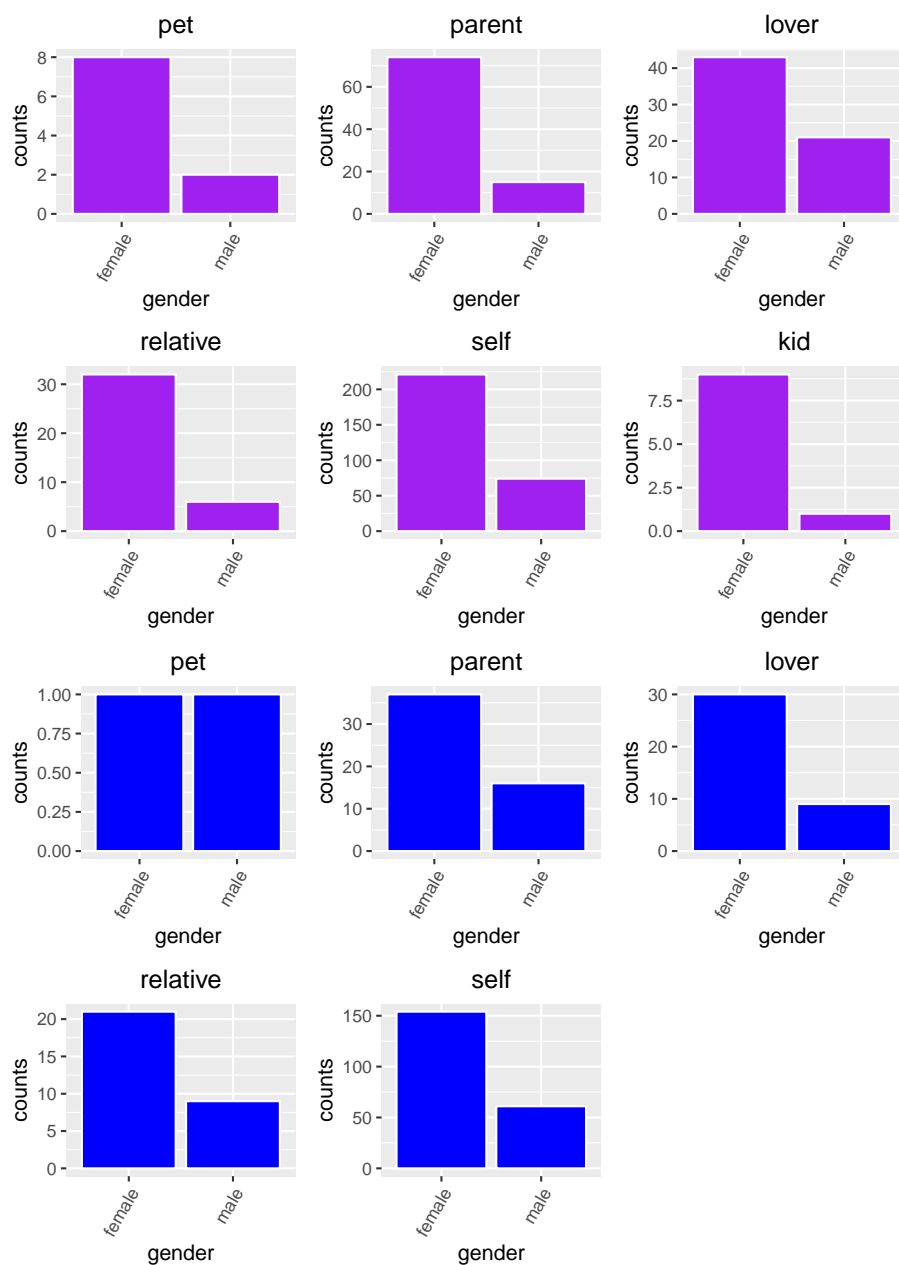 pet
counts
8
6
4
2
0
female
male
gender
parent
counts
60
40
20
0
female
male
gender
lover
counts
40
30
20
10
0
female
male
gender
relative
counts
30
20
10
0
female
male
gender
self
counts
200
150
100
50
0
female
male
gender
kid
counts
7.5
5.0
2.5
0.0
female
male
gender
pet
counts
1.00
0.75
0.50
0.25
0.00
female
male
gender
parent
counts
30
20
10
0
female
male
gender
lover
counts
30
20
10
0
female
male
gender
relative
counts
20
15
10
5
0
female
male
gender
self
counts
150
100
50
0
female
male
gender